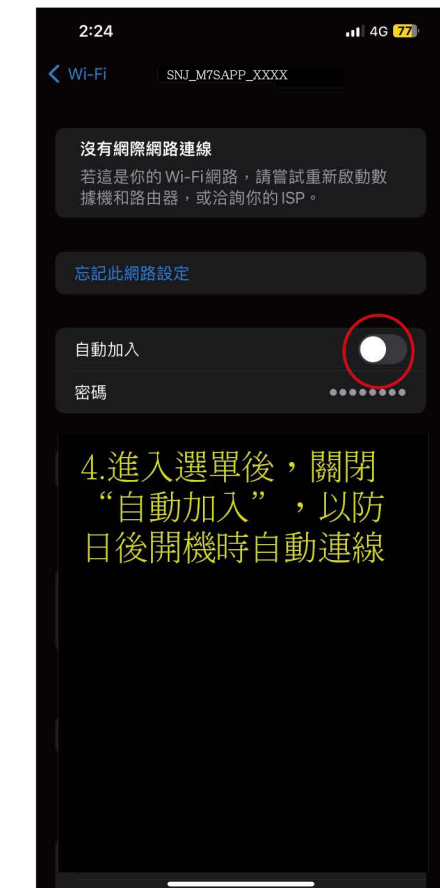 2:24
4G 77
Wi-Fi
SNJ_M7SAPP_XXXX
沒有網際網路連線
若這是你的 Wi-Fi 網路，請嘗試重新啟動數
據機和路由器，或洽詢你的 ISP。
忘記此網路設定
自動加入
密碼
4.進入選單後，關閉
“自動加入”，以防
日後開機時自動連線